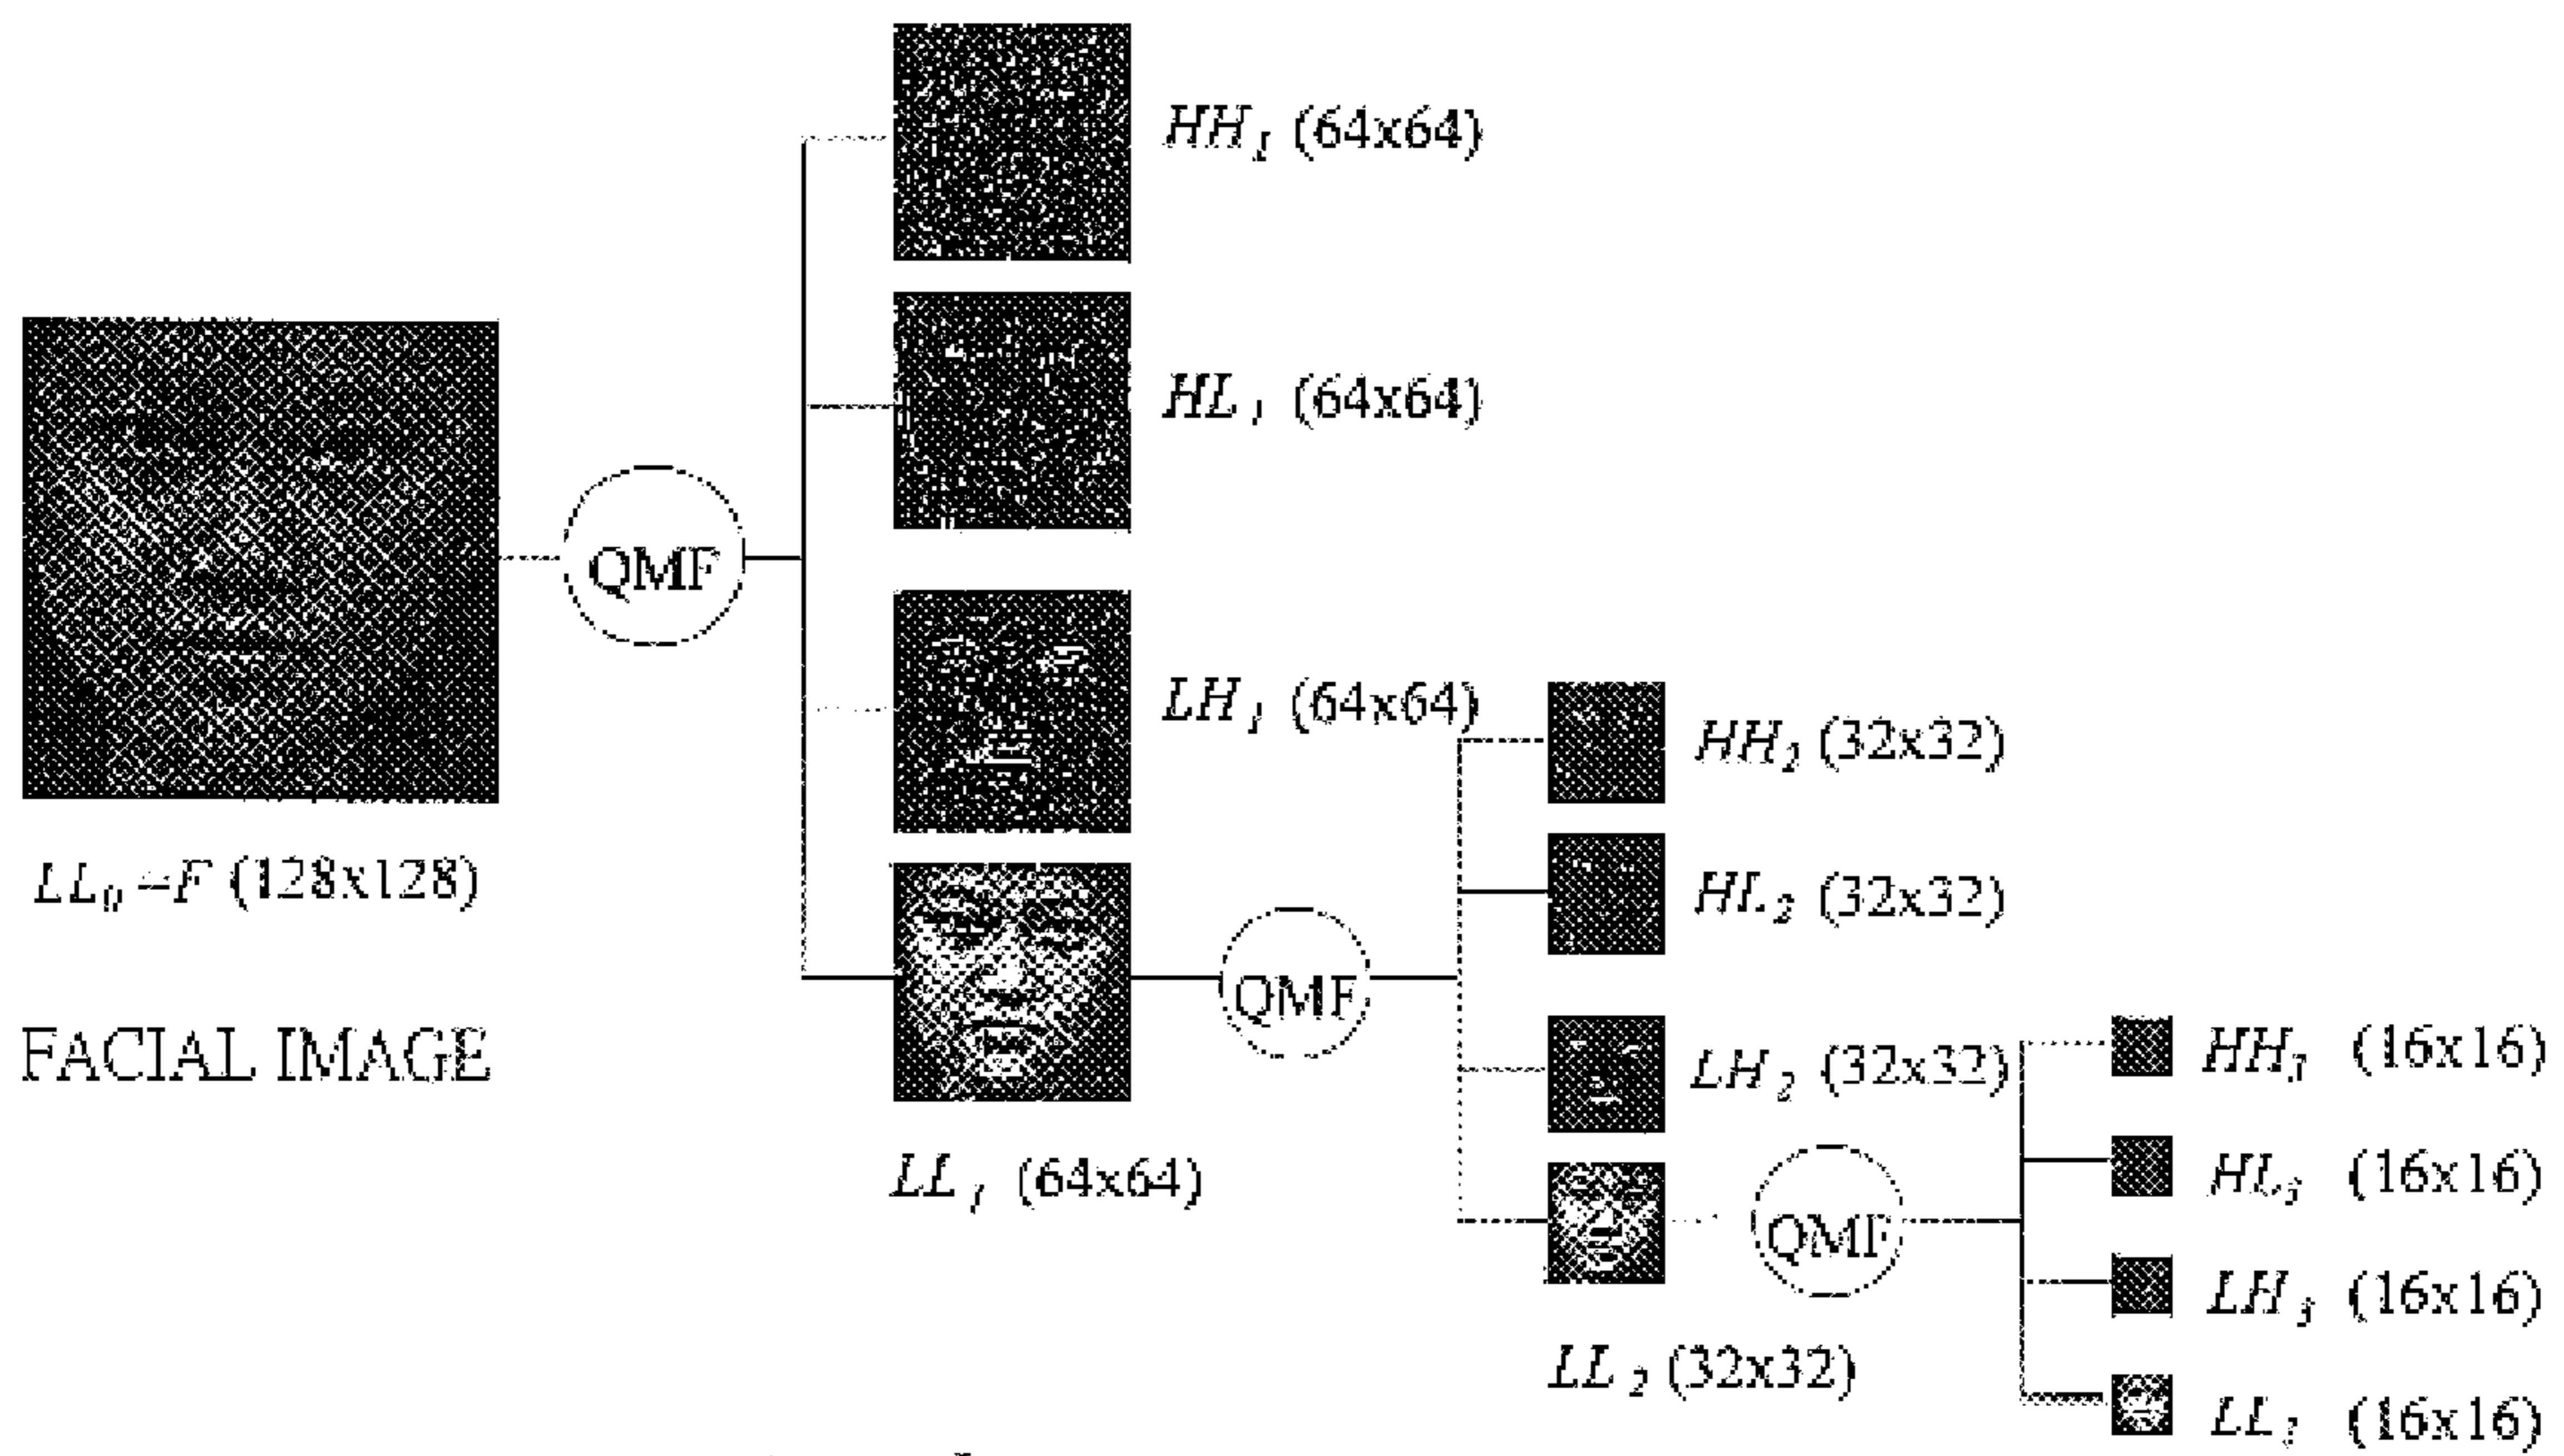 HH₁ (64x64)
HL₁ (64x64)
QMF
LH₁ (64x64)
HH₂ (32x32)
LL₀=F (128x128)
HL₂ (32x32)
QMF
FACIAL IMAGE
LH₂ (32x32)
HH₃ (16x16)
LL₁ (64x64)
HL₃ (16x16)
QMF
LH₃ (16x16)
LL₂ (32x32)
LL₃ (16x16)